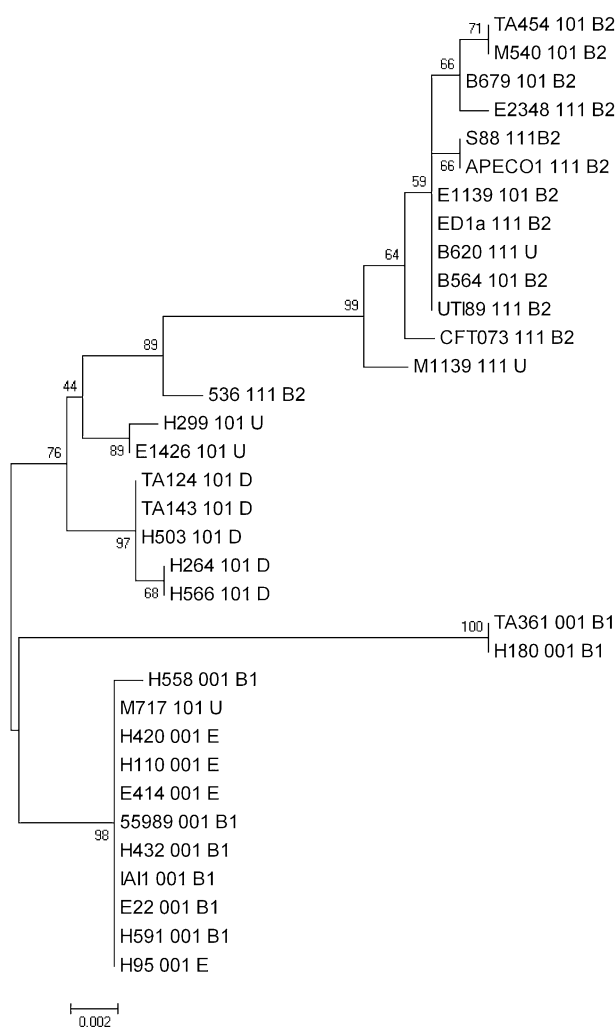 71
TA454 101 B2
M540 101 B2
66
B679 101 B2
E2348 111 B2
S88 111B2
66
APECO1 111 B2
59
E1139 101 B2
ED1a 111 B2
64
B620 111 U
B564 101 B2
99
UTI89 111 B2
CFT073 111 B2
89
M1139 111 U
44
536 111 B2
H299 101 U
76
89
E1426 101 U
TA124 101 D
TA143 101 D
97
H503 101 D
H264 101 D
68
H566 101 D
100
TA361 001 B1
H180 001 B1
H558 001 B1
M717 101 U
H420 001 E
H110 001 E
E414 001 E
98
55989 001 B1
H432 001 B1
IAI1 001 B1
E22 001 B1
H591 001 B1
H95 001 E
0.002